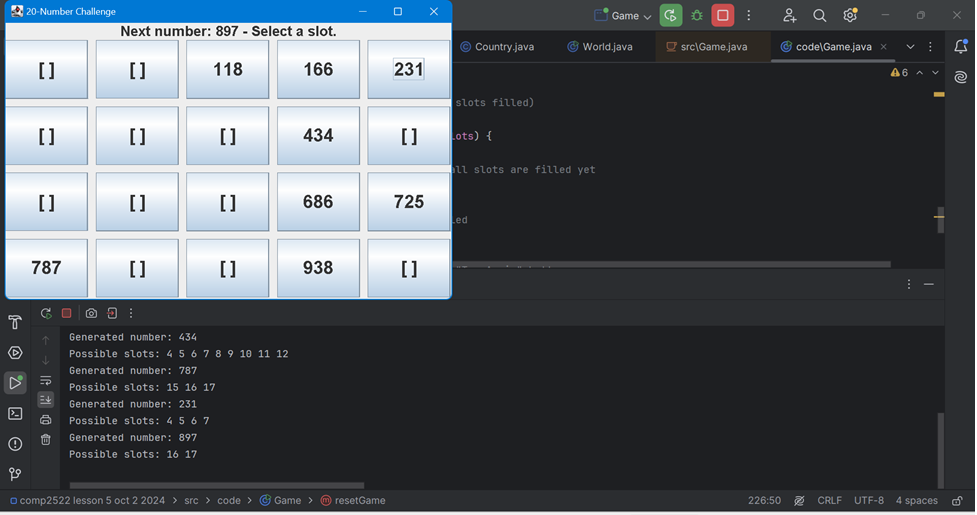 20-Number Challenge
Next number: 897 - Select a slot.
[ ] [ ] 118 166 231
[ ] [ ] [ ] 434 [ ]
[ ] [ ] [ ] 686 725
787 [ ] [ ] 938 [ ]
Game
Country.java World.java src\Game.java code\Game.java
6
slots filled)
lots) {
all slots are filled yet
led
Generated number: 434
Possible slots: 4 5 6 7 8 9 10 11 12
Generated number: 787
Possible slots: 15 16 17
Generated number: 231
Possible slots: 4 5 6 7
Generated number: 897
Possible slots: 16 17
comp2522 lesson 5 oct 2 2024 > src > code > Game > resetGame 226:50 CRLF UTF-8 4 spaces